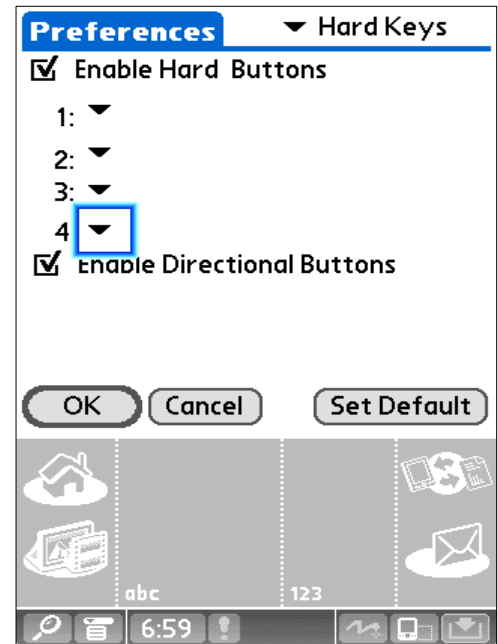 Preferences Hard Keys
Enable Hard Buttons
1:
2:
3:
4
Enable Directional Buttons
OK Cancel Set Default
abc 123
6:59